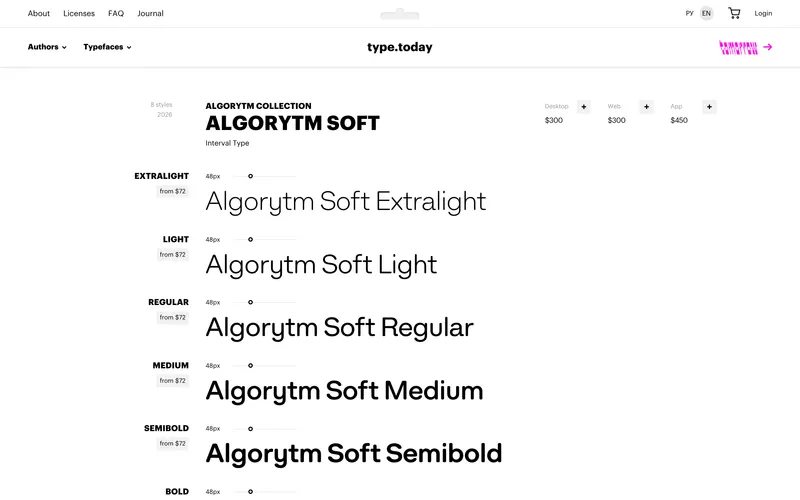 About Licenses FAQ Journal
РУ EN Login
Authors Typefaces
type.today
tomorrow
8 styles
2026
ALGORYTM COLLECTION
ALGORYTM SOFT
Interval Type
Desktop + Web + App +
$300 $300 $450
EXTRALIGHT
from $72
48px
Algorytm Soft Extralight
LIGHT
from $72
48px
Algorytm Soft Light
REGULAR
from $72
48px
Algorytm Soft Regular
MEDIUM
from $72
48px
Algorytm Soft Medium
SEMIBOLD
from $72
48px
Algorytm Soft Semibold
BOLD
48px